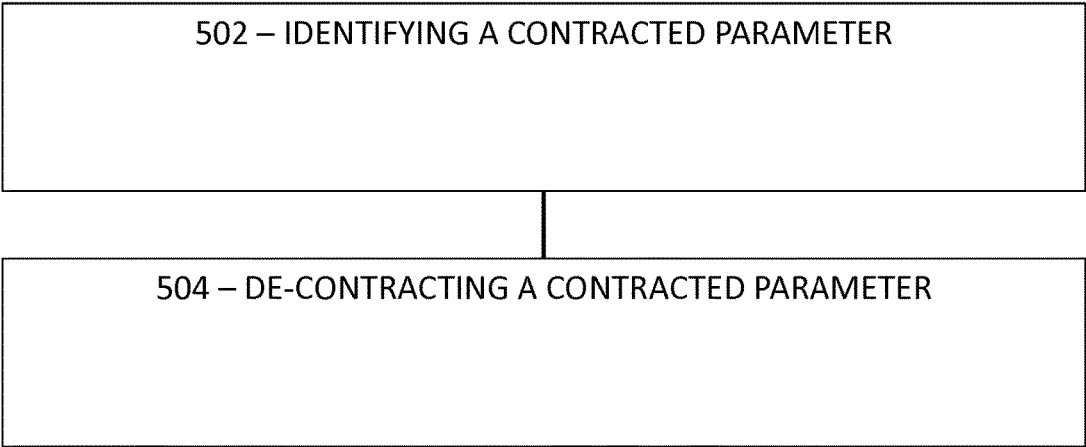 502 – IDENTIFYING A CONTRACTED PARAMETER
504 – DE-CONTRACTING A CONTRACTED PARAMETER